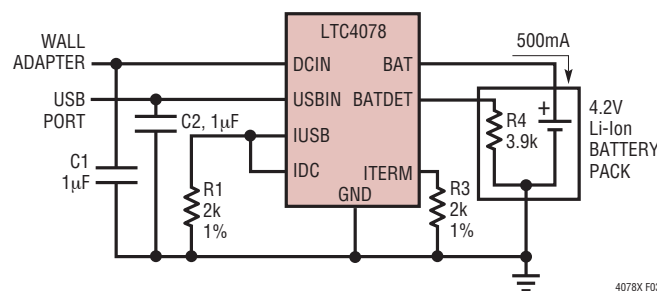 LTC4078
WALL
ADAPTER
DCIN
BAT
500mA
USB
PORT
USBIN
BATDET
C2, 1μF
IUSB
IDC
R4
3.9k
+
4.2V
Li-Ion
BATTERY
PACK
C1
1μF
R1
2k
1%
ITERM
GND
R3
2k
1%
4078X F03